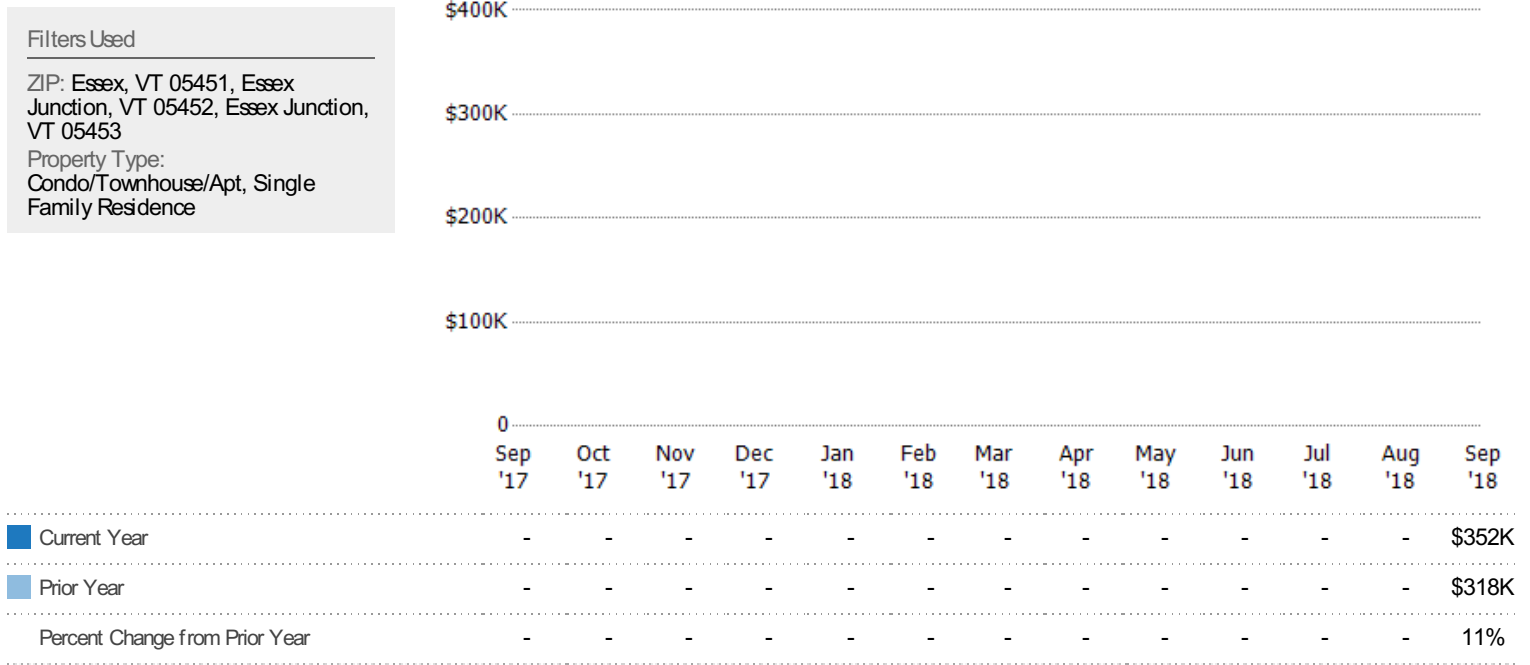 Filters Used
ZIP: Essex, VT 05451, Essex
Junction, VT 05452, Essex Junction,
VT 05453
Property Type:
Condo/Townhouse/Apt, Single
Family Residence
$400K
$300K
$200K
$100K
0
Sep '17 Oct '17 Nov '17 Dec '17 Jan '18 Feb '18 Mar '18 Apr '18 May '18 Jun '18 Jul '18 Aug '18 Sep '18
Current Year - - - - - - - - - - - - $352K
Prior Year - - - - - - - - - - - - $318K
Percent Change from Prior Year - - - - - - - - - - - - 11%